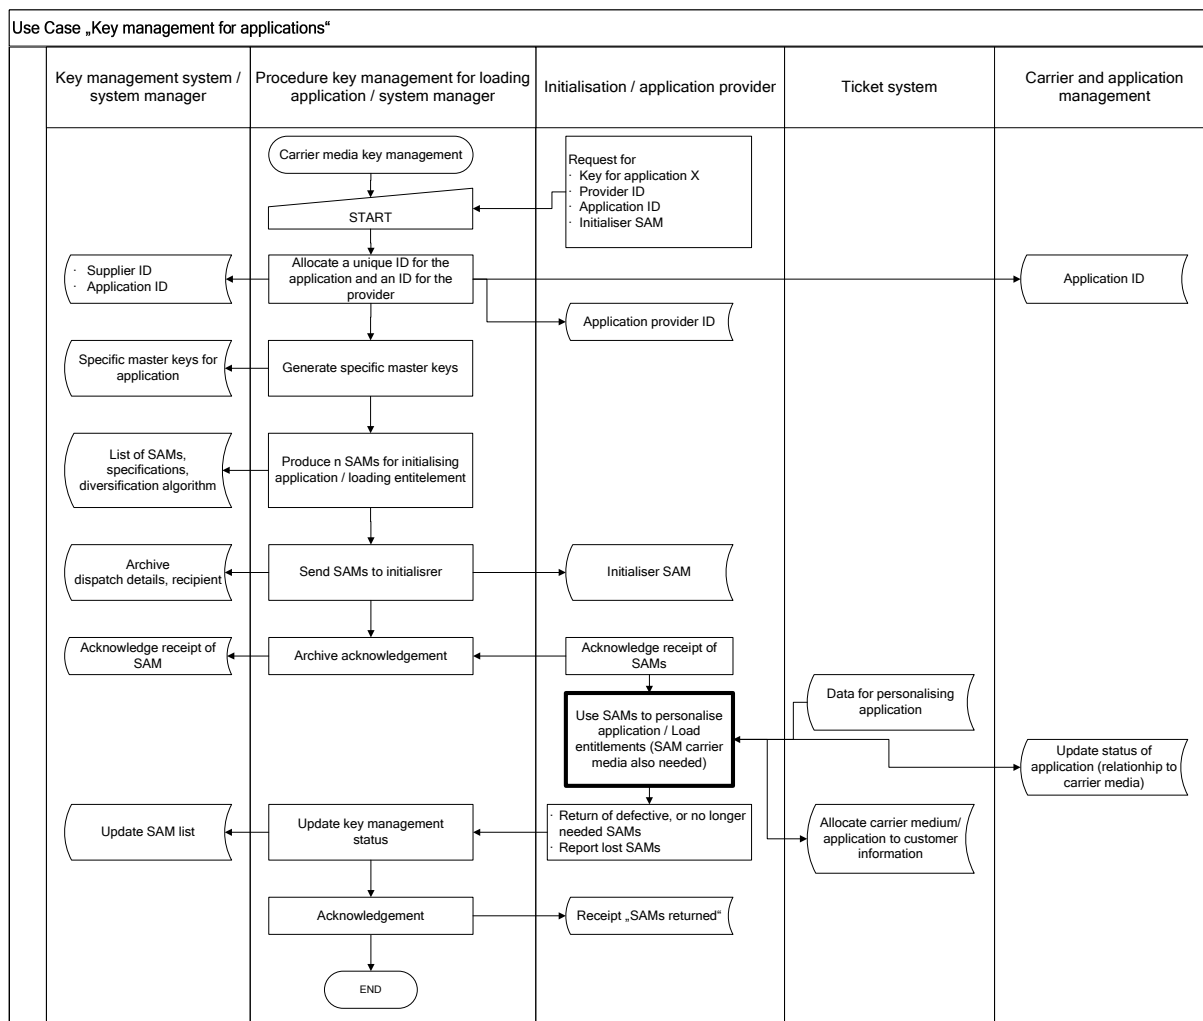 Use Case „Key management for applications“
Key management system /
system manager
Procedure key management for loading
application / system manager
Initialisation / application provider
Ticket system
Carrier and application
management
Carrier media key management
Request for
· Key for application X
· Provider ID
· Application ID
· Initialiser SAM
START
· Supplier ID
· Application ID
Allocate a unique ID for the
application and an ID for the
provider
Application ID
Application provider ID
Specific master keys for
application
Generate specific master keys
List of SAMs,
specifications,
diversification algorithm
Produce n SAMs for initialising
application / loading entitelement
Archive
dispatch details, recipient
Send SAMs to initialisrer
Initialiser SAM
Acknowledge receipt of
SAM
Archive acknowledgement
Acknowledge receipt of
SAMs
Use SAMs to personalise
application / Load
entitlements (SAM carrier
media also needed)
Data for personalising
application
Update status of
application (relationhip to
carrier media)
Update SAM list
Update key management
status
· Return of defective, or no longer
needed SAMs
· Report lost SAMs
Allocate carrier medium/
application to customer
information
Acknowledgement
Receipt „SAMs returned“
END